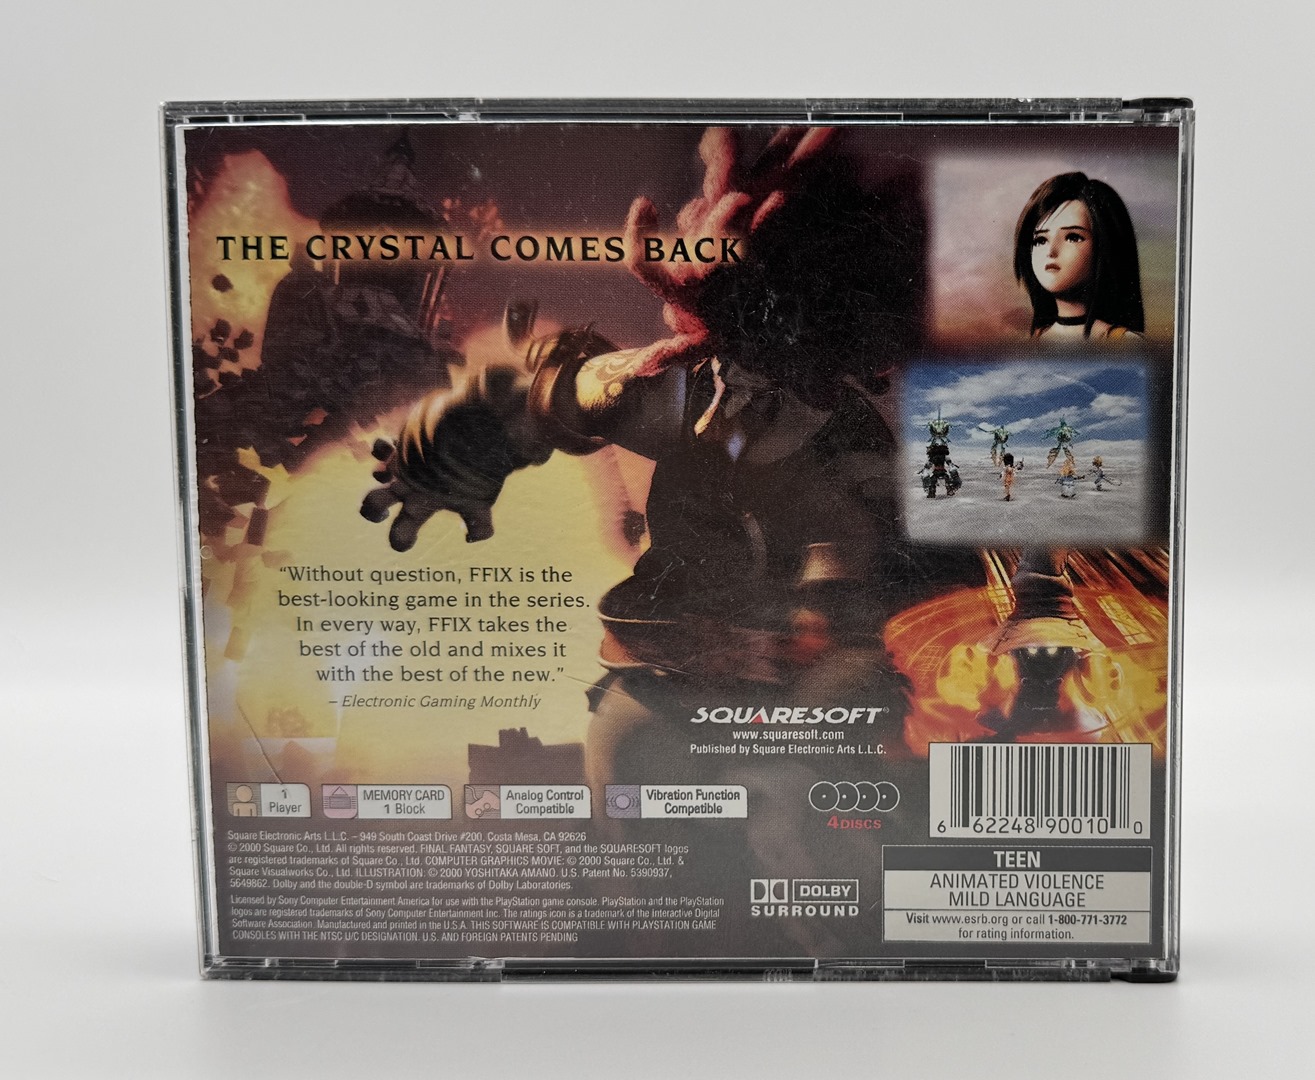 THE CRYSTAL COMES BACK
“Without question, FFIX is the
best-looking game in the series.
In every way, FFIX takes the
best of the old and mixes it
with the best of the new.”
– Electronic Gaming Monthly
SQUARESOFT®
www.squaresoft.com
Published by Square Electronic Arts L.L.C.
1
Player
MEMORY CARD
1 Block
Analog Control
Compatible
Vibration Function
Compatible
4 DISCS
6 62248 90010 0
Square Electronic Arts L.L.C. – 949 South Coast Drive #200, Costa Mesa, CA 92626
© 2000 Square Co., Ltd. All rights reserved. FINAL FANTASY, SQUARE SOFT, and the SQUARESOFT logos
are registered trademarks of Square Co., Ltd. COMPUTER GRAPHICS MOVIE: © 2000 Square Co., Ltd. &
Square Visualworks Co., Ltd. ILLUSTRATION: © 2000 YOSHITAKA AMANO. U.S. Patent No. 5390937,
5649862. Dolby and the double-D symbol are trademarks of Dolby Laboratories.
Licensed by Sony Computer Entertainment America for use with the PlayStation game console. PlayStation and the PlayStation
logos are registered trademarks of Sony Computer Entertainment Inc. The ratings icon is a trademark of the Interactive Digital
Software Association. Manufactured and printed in the U.S.A. THIS SOFTWARE IS COMPATIBLE WITH PLAYSTATION GAME
CONSOLES WITH THE NTSC U/C DESIGNATION. U.S. AND FOREIGN PATENTS PENDING
DOLBY
SURROUND
TEEN
ANIMATED VIOLENCE
MILD LANGUAGE
Visit www.esrb.org or call 1-800-771-3772
for rating information.